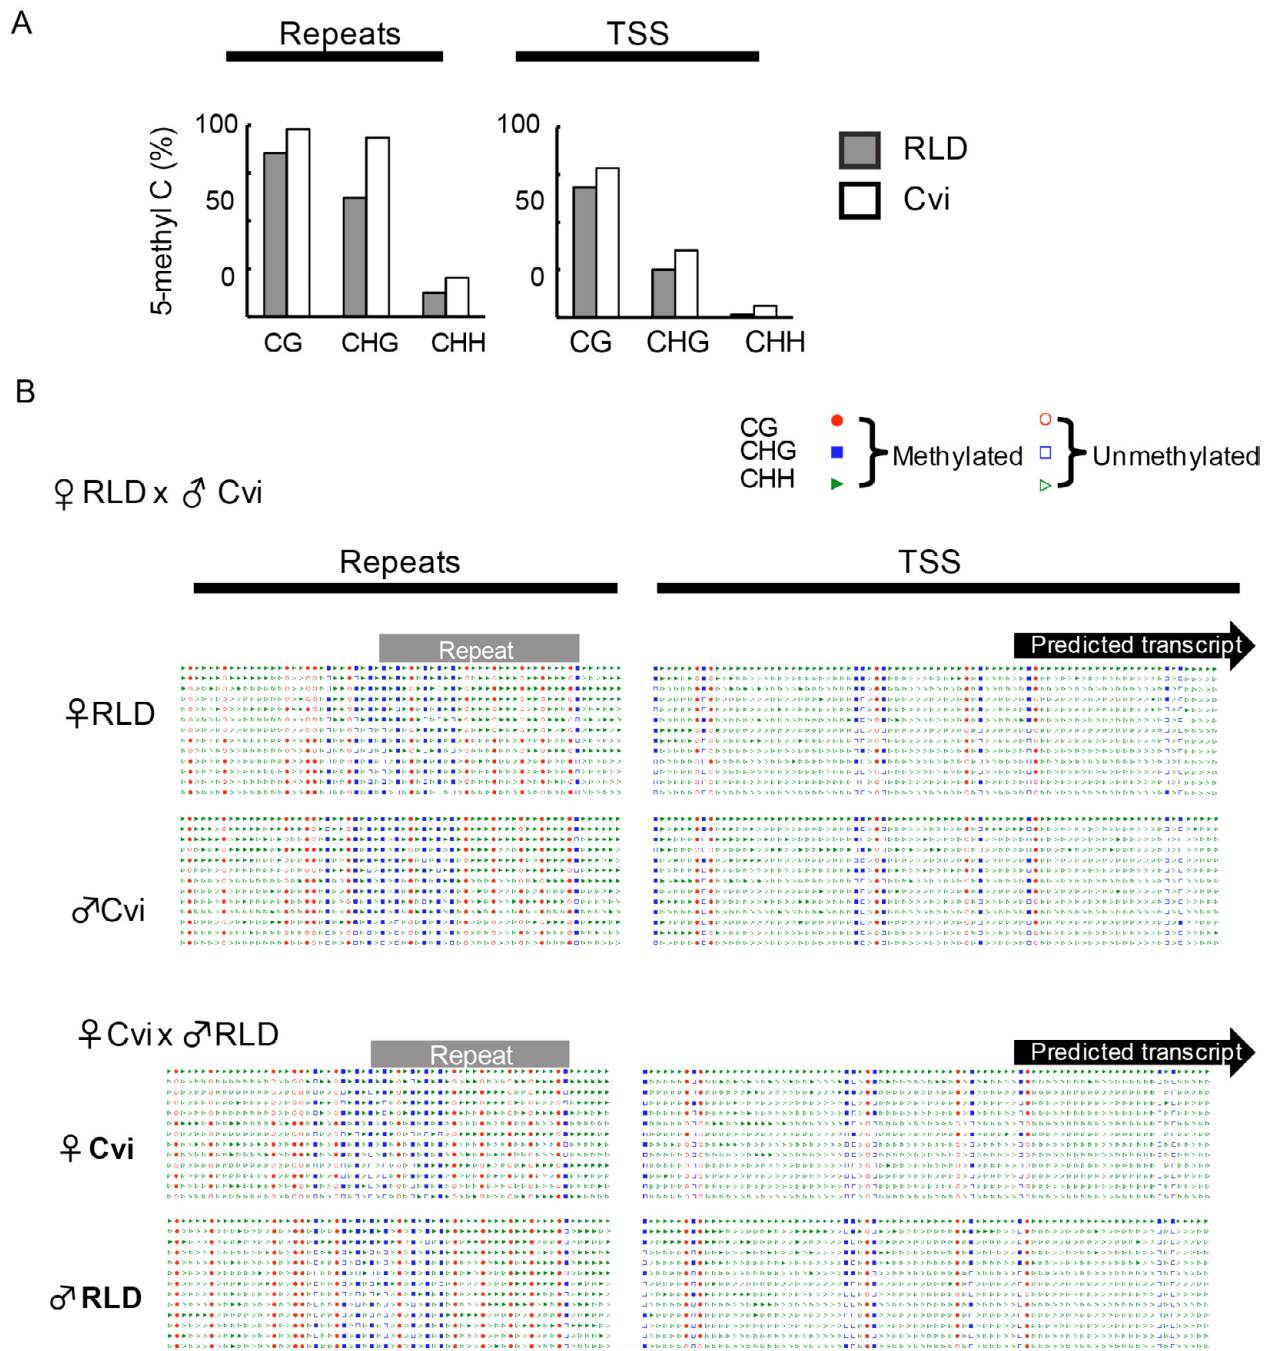 A
Repeats
TSS
5-methyl C (%)
100
50
0
CG
CHG
CHH
100
50
0
CG
CHG
CHH
RLD
Cvi
B
CG
CHG
CHH
Methylated
Unmethylated
♀ RLD x ♂ Cvi
Repeats
TSS
Repeat
Predicted transcript
♀RLD
♂Cvi
♀Cvi x ♂RLD
Repeat
Predicted transcript
♀ Cvi
♂ RLD